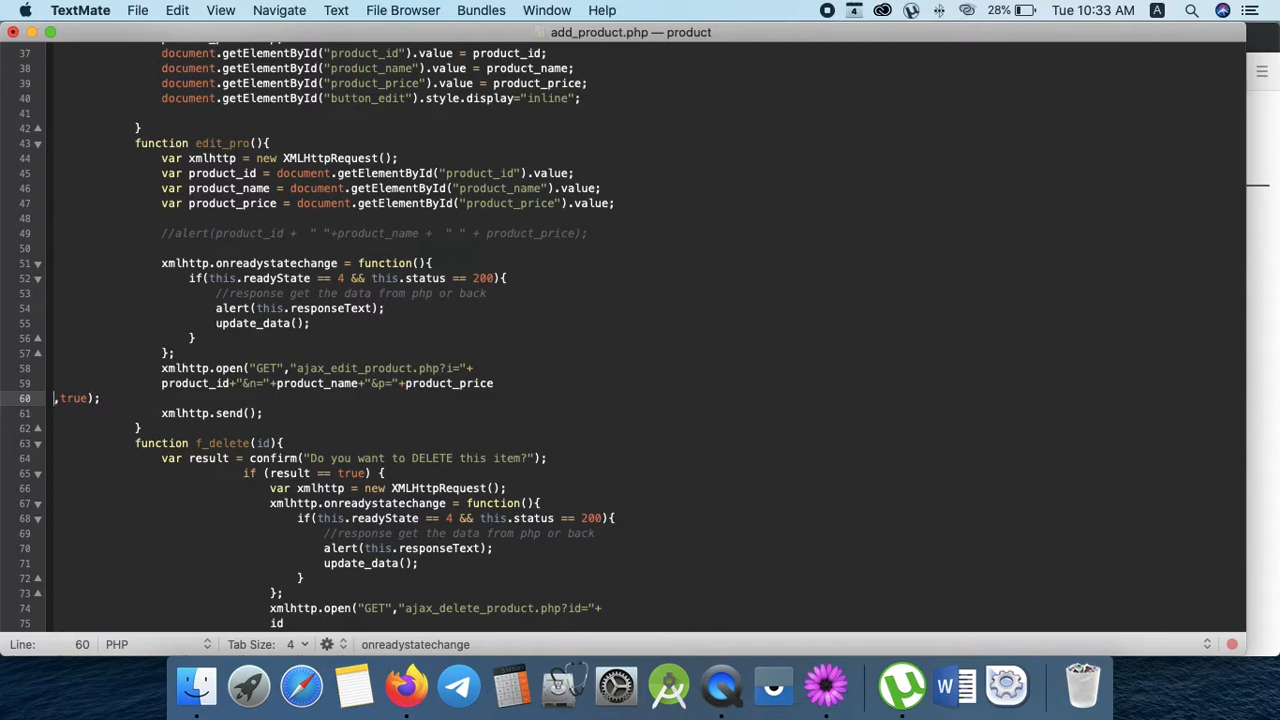 TextMate File Edit View Navigate Text File Browser Bundles Window Help 4 28% Tue 10:33 AM A
add_product.php — product
37 document.getElementById("product_id").value = product_id;
38 document.getElementById("product_name").value = product_name;
39 document.getElementById("product_price").value = product_price;
40 document.getElementById("button_edit").style.display="inline";
41
42 }
43 function edit_pro(){
44 var xmlhttp = new XMLHttpRequest();
45 var product_id = document.getElementById("product_id").value;
46 var product_name = document.getElementById("product_name").value;
47 var product_price = document.getElementById("product_price").value;
48
49 //alert(product_id +  " "+product_name +  " " + product_price);
50
51 xmlhttp.onreadystatechange = function(){
52 if(this.readyState == 4 && this.status == 200){
53 //response get the data from php or back
54 alert(this.responseText);
55 update_data();
56 }
57 };
58 xmlhttp.open("GET","ajax_edit_product.php?i="+
59 product_id+"&n="+product_name+"&p="+product_price
60 ,true);
61 xmlhttp.send();
62 }
63 function f_delete(id){
64 var result = confirm("Do you want to DELETE this item?");
65 if (result == true) {
66 var xmlhttp = new XMLHttpRequest();
67 xmlhttp.onreadystatechange = function(){
68 if(this.readyState == 4 && this.status == 200){
69 //response get the data from php or back
70 alert(this.responseText);
71 update_data();
72 }
73 };
74 xmlhttp.open("GET","ajax_delete_product.php?id="+
75 id
Line: 60 PHP Tab Size: 4 onreadystatechange